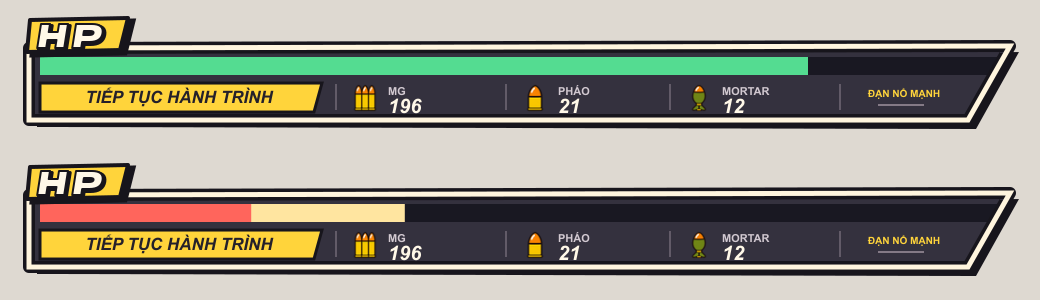 HP
TIẾP TỤC HÀNH TRÌNH
MG
196
PHÁO
21
MORTAR
12
ĐẠN NỔ MẠNH
HP
TIẾP TỤC HÀNH TRÌNH
MG
196
PHÁO
21
MORTAR
12
ĐẠN NỔ MẠNH